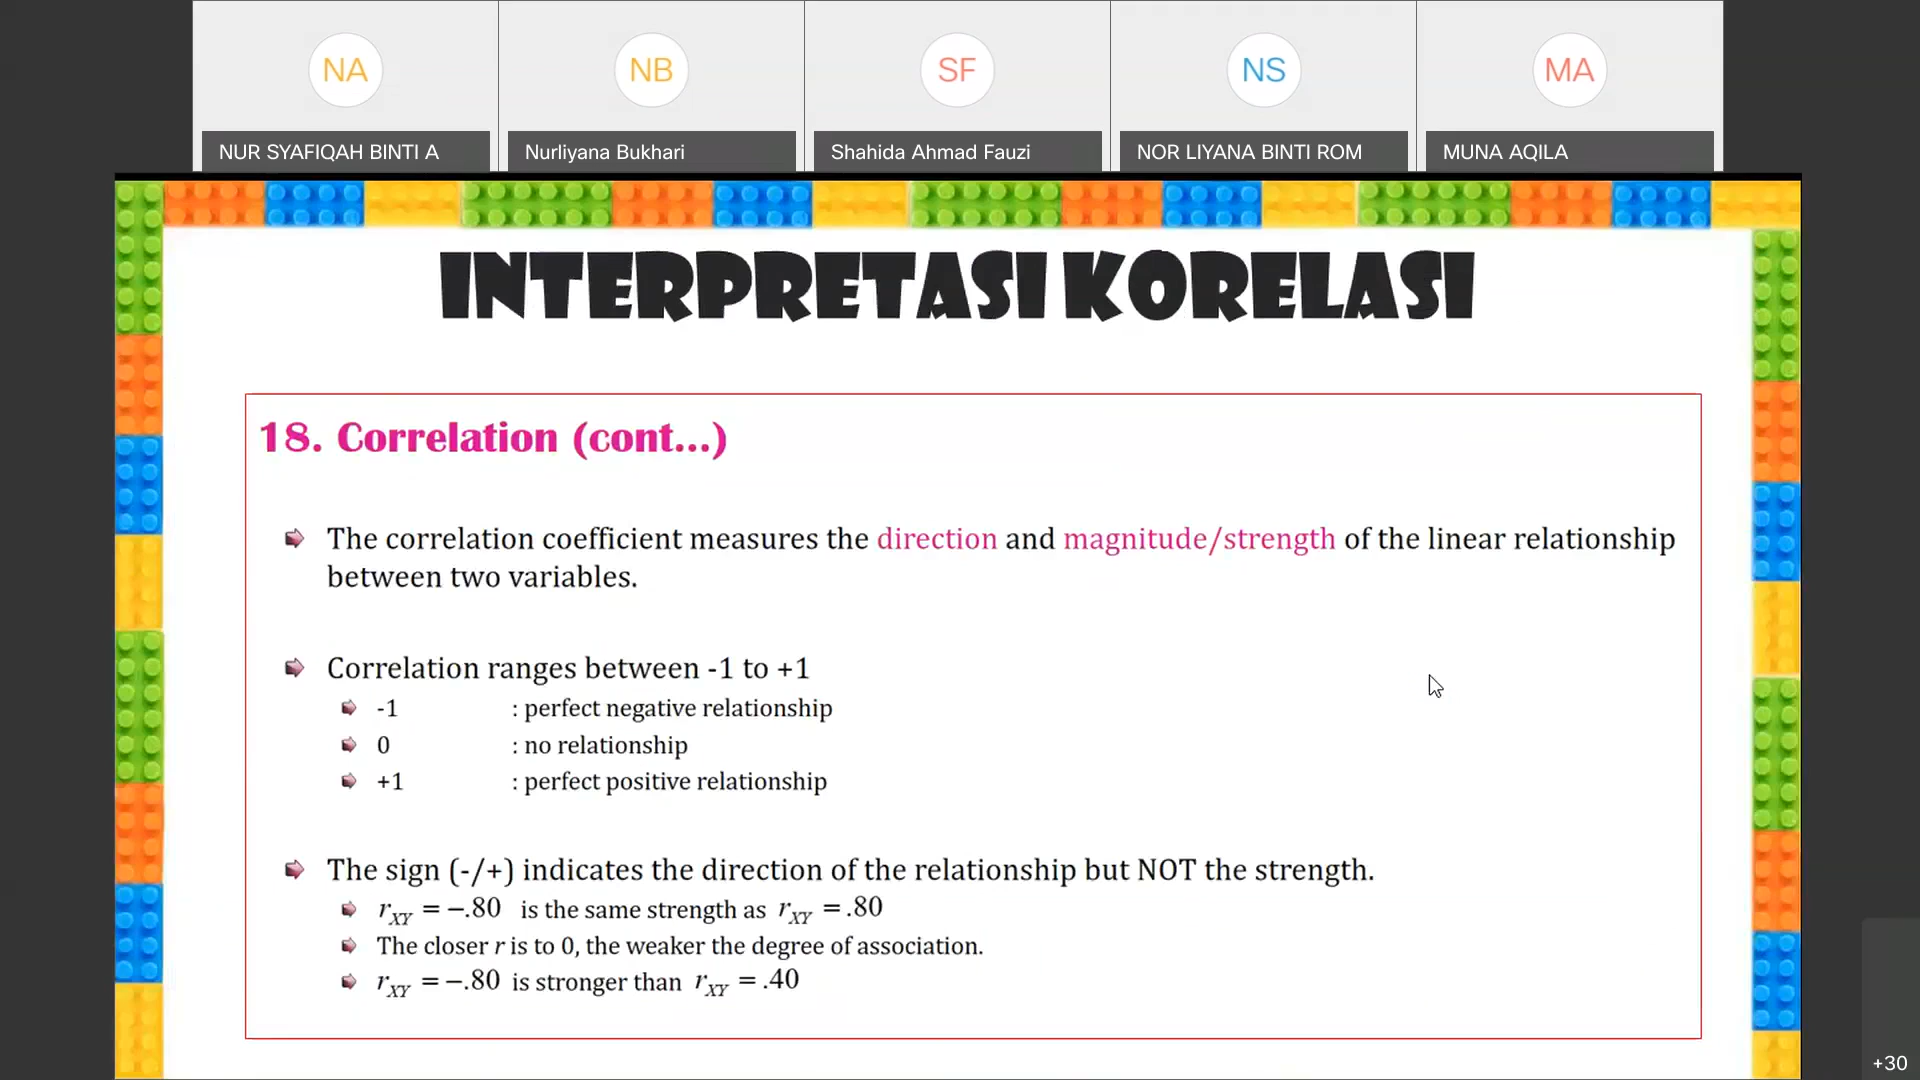 NA
NB
SF
NS
MA
NUR SYAFIQAH BINTI A
Nurliyana Bukhari
Shahida Ahmad Fauzi
NOR LIYANA BINTI ROM
MUNA AQILA
INTERPRETASI KORELASI
18. Correlation (cont...)
The correlation coefficient measures the direction and magnitude/strength of the linear relationship
between two variables.
Correlation ranges between -1 to +1
-1 : perfect negative relationship
0 : no relationship
+1 : perfect positive relationship
The sign (-/+) indicates the direction of the relationship but NOT the strength.
r_XY = −.80 is the same strength as r_XY = .80
The closer r is to 0, the weaker the degree of association.
r_XY = −.80 is stronger than r_XY = .40
+30